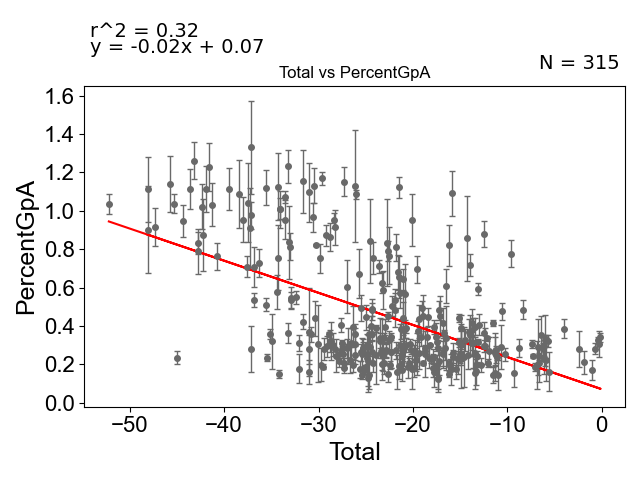 r^2 = 0.32
y = -0.02x + 0.07
N = 315
Total vs PercentGpA
PercentGpA
1.6
1.4
1.2
1.0
0.8
0.6
0.4
0.2
0.0
−50 −40 −30 −20 −10 0
Total